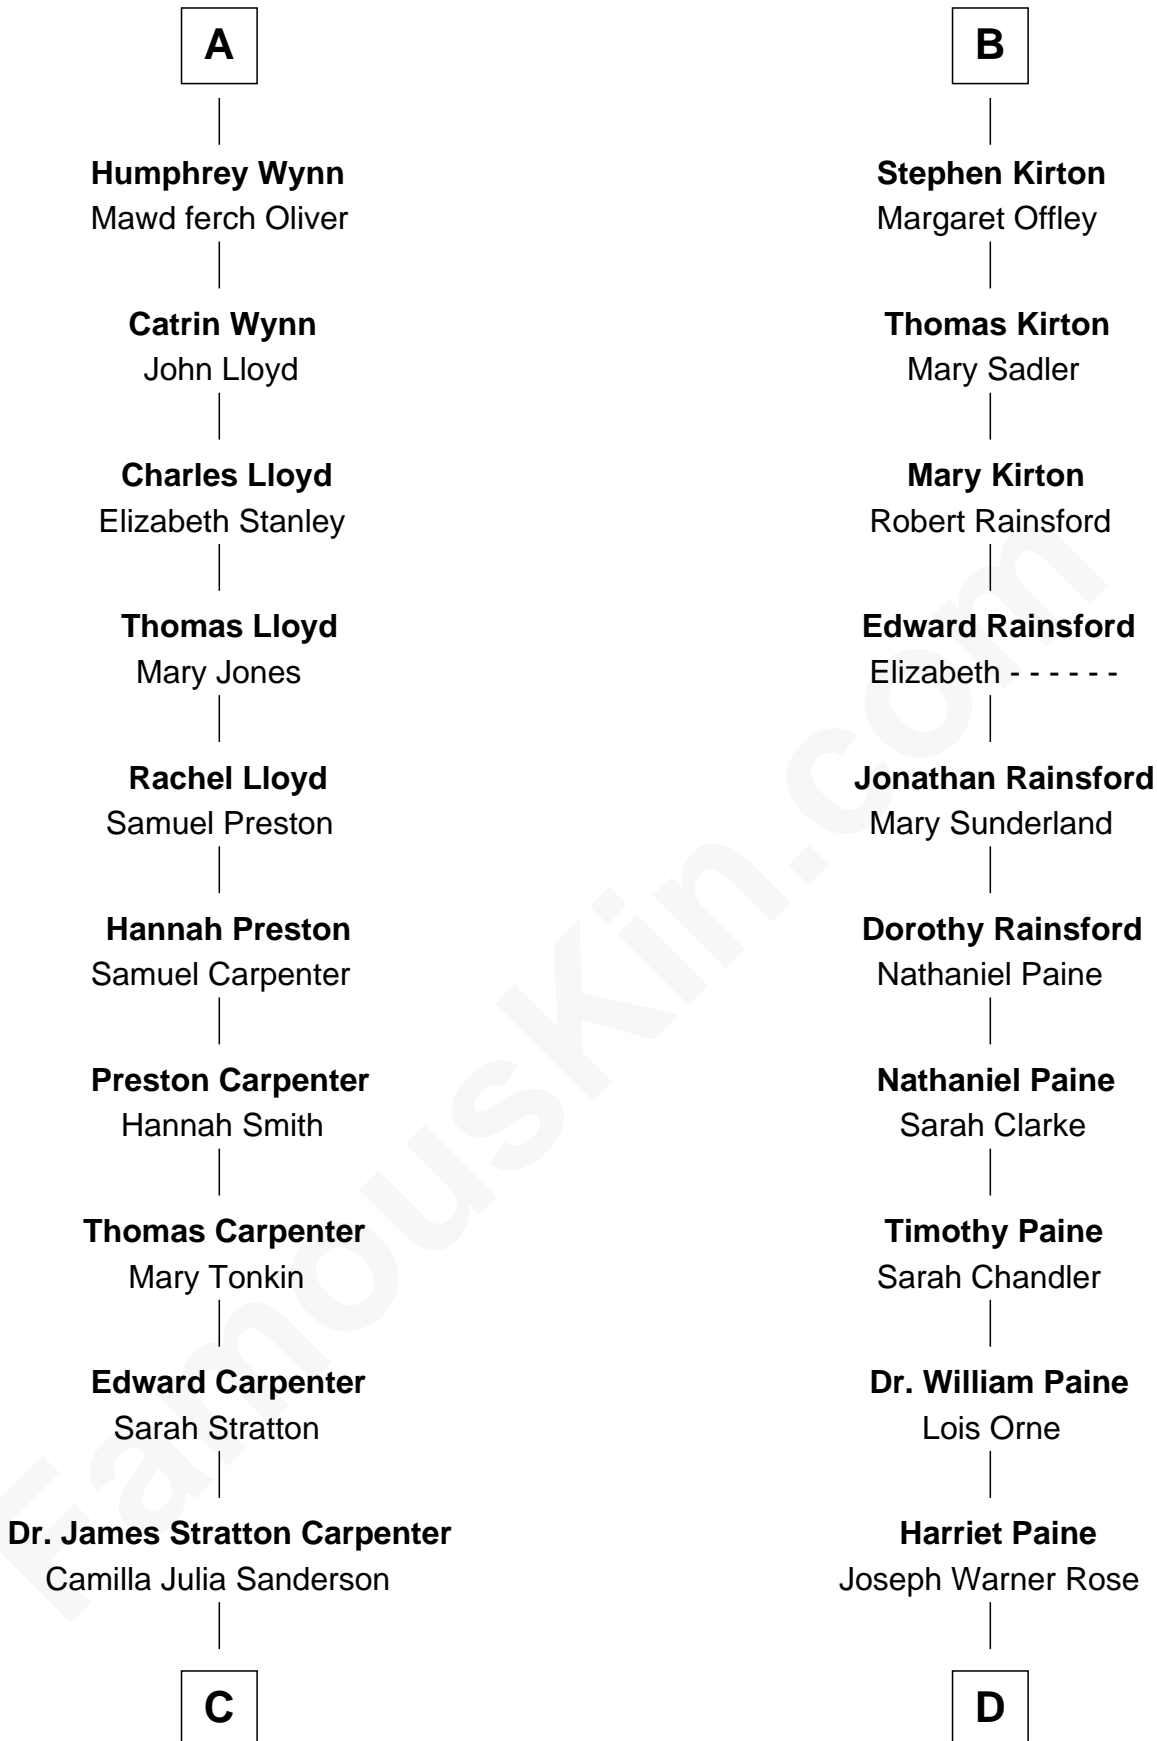 A
Humphrey Wynn
Mawd ferch Oliver
Catrin Wynn
John Lloyd
Charles Lloyd
Elizabeth Stanley
Thomas Lloyd
Mary Jones
Rachel Lloyd
Samuel Preston
Hannah Preston
Samuel Carpenter
Preston Carpenter
Hannah Smith
Thomas Carpenter
Mary Tonkin
Edward Carpenter
Sarah Stratton
Dr. James Stratton Carpenter
Camilla Julia Sanderson
C
B
Stephen Kirton
Margaret Offley
Thomas Kirton
Mary Sadler
Mary Kirton
Robert Rainsford
Edward Rainsford
Elizabeth - - - - - -
Jonathan Rainsford
Mary Sunderland
Dorothy Rainsford
Nathaniel Paine
Nathaniel Paine
Sarah Clarke
Timothy Paine
Sarah Chandler
Dr. William Paine
Lois Orne
Harriet Paine
Joseph Warner Rose
D
FamousKin.com